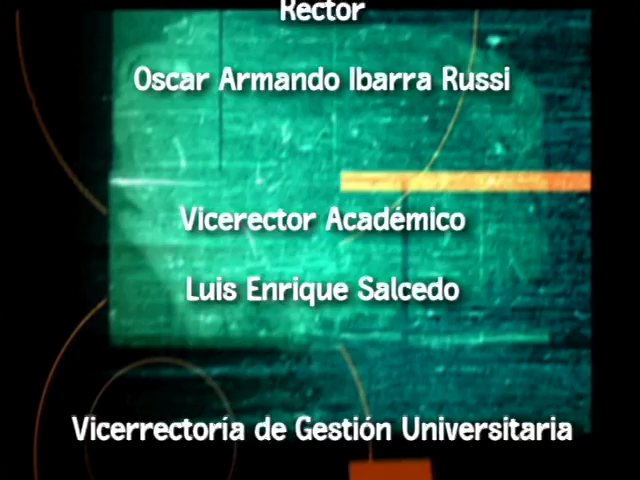 Rector
Oscar Armando Ibarra Russi
Vicerector Académico
Luis Enrique Salcedo
Vicerrectoría de Gestión Universitaria